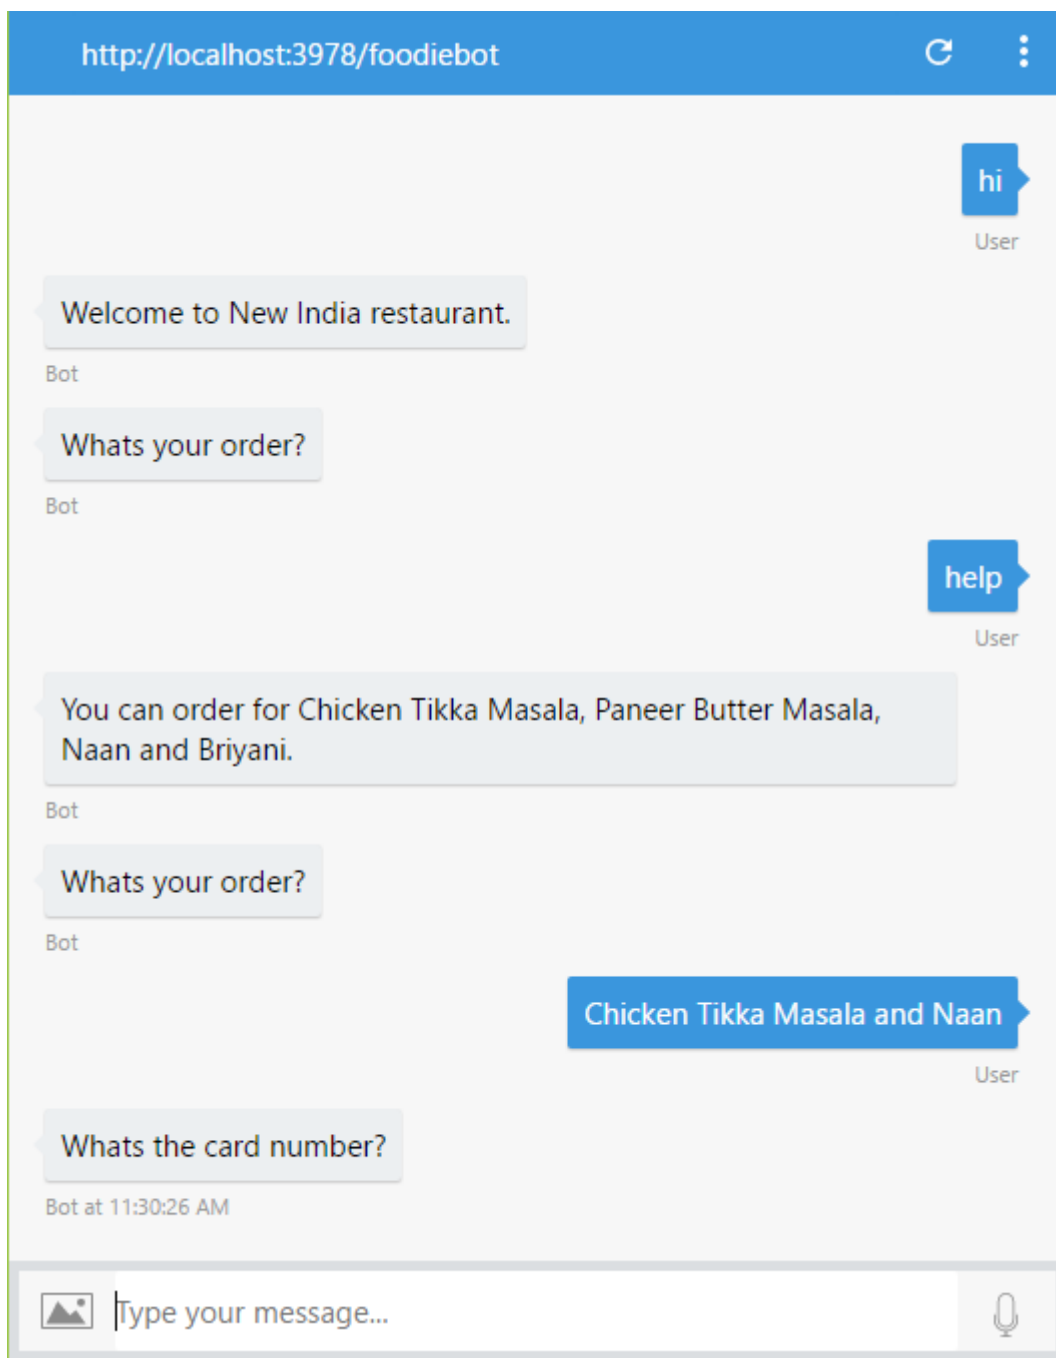 http://localhost:3978/foodiebot
hi
User
Welcome to New India restaurant.
Bot
Whats your order?
Bot
help
User
You can order for Chicken Tikka Masala, Paneer Butter Masala,
Naan and Briyani.
Bot
Whats your order?
Bot
Chicken Tikka Masala and Naan
User
Whats the card number?
Bot at 11:30:26 AM
Type your message...